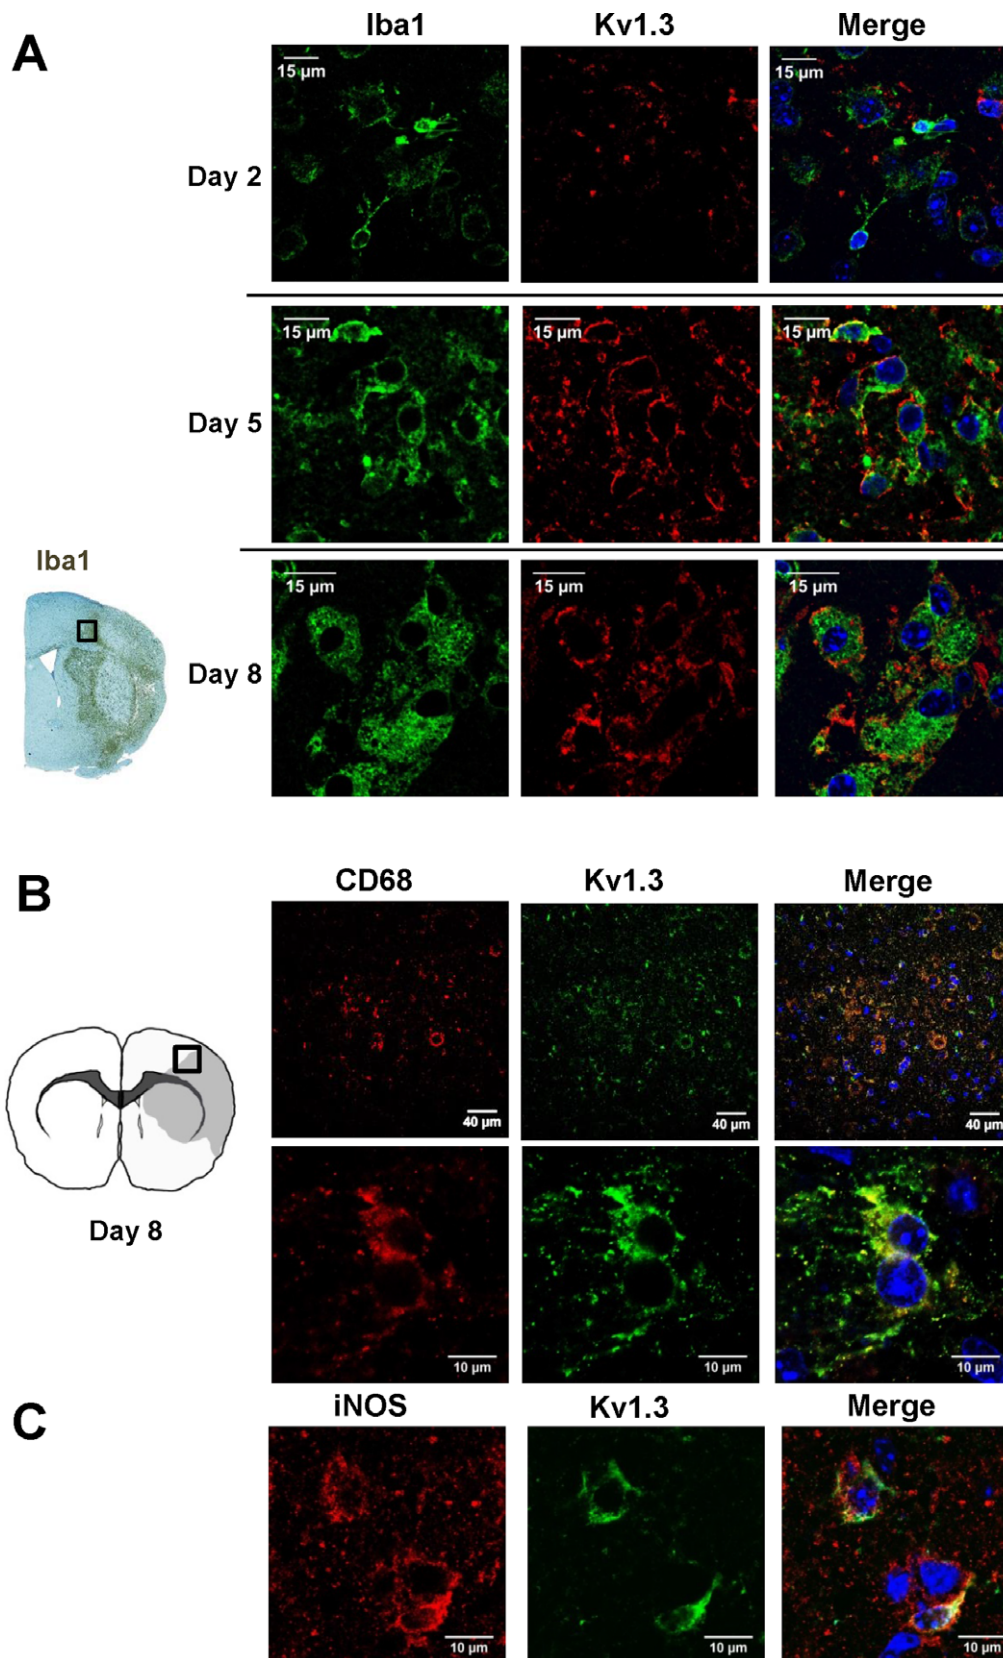 A
Iba1 Kv1.3 Merge
15 µm 15 µm 15 µm
Day 2
15 µm 15 µm 15 µm
Day 5
Iba1
15 µm 15 µm 15 µm
Day 8
B
CD68 Kv1.3 Merge
40 µm 40 µm 40 µm
Day 8
10 µm 10 µm 10 µm
C
iNOS Kv1.3 Merge
10 µm 10 µm 10 µm